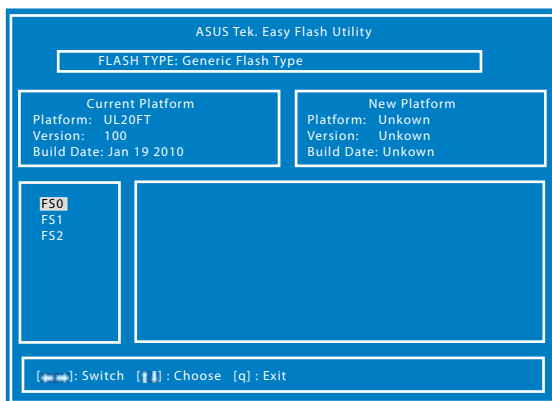 ASUS Tek. Easy Flash Utility
FLASH TYPE: Generic Flash Type
Current Platform
Platform: UL20FT
Version: 100
Build Date: Jan 19 2010
New Platform
Platform: Unkown
Version: Unkown
Build Date: Unkown
FS0
FS1
FS2
[←→]: Switch [↑↓] : Choose [q] : Exit